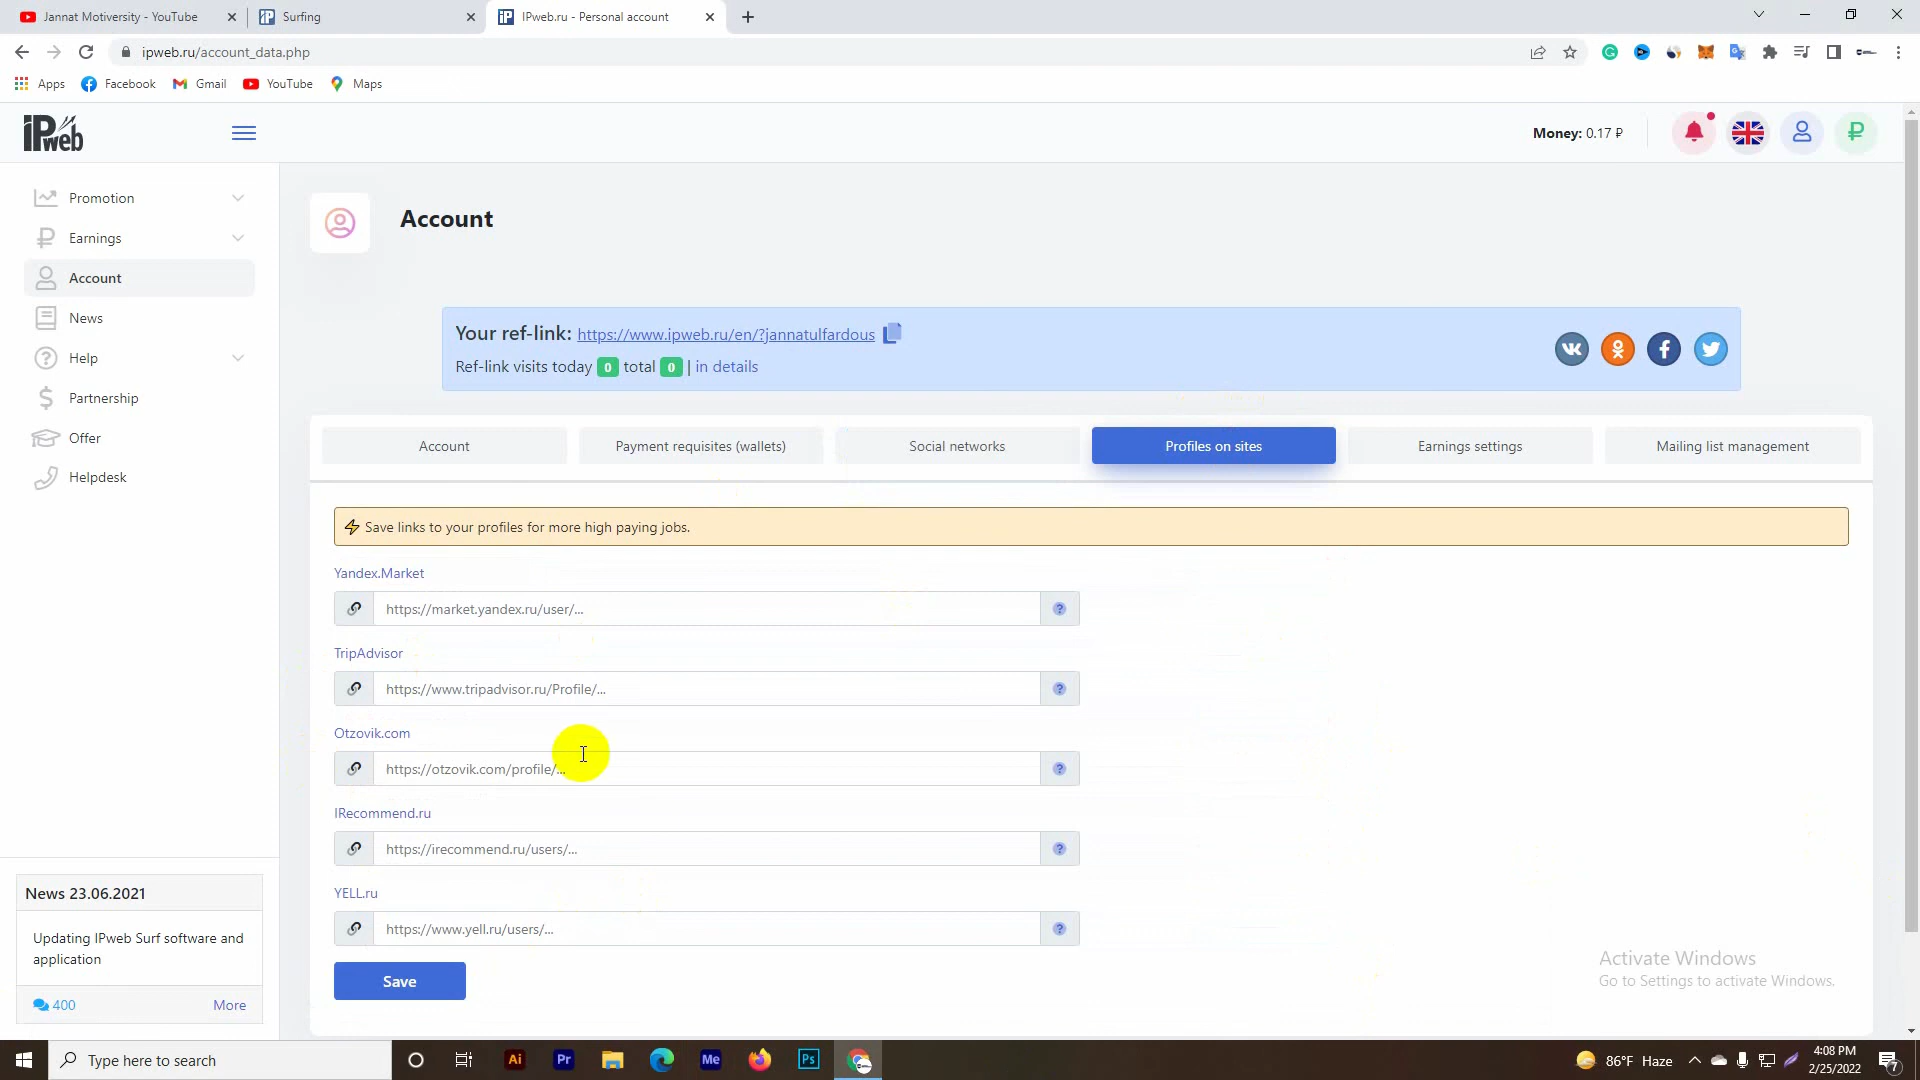 Jannat Motiversity - YouTube
Surfing
IPweb.ru - Personal account
ipweb.ru/account_data.php
Apps
Facebook
Gmail
YouTube
Maps
IPweb
Money: 0.17 ₽
Promotion
Earnings
Account
News
Help
Partnership
Offer
Helpdesk
Account
Your ref-link: https://www.ipweb.ru/en/?jannatulfardous
Ref-link visits today 0 total 0 | in details
Account
Payment requisites (wallets)
Social networks
Profiles on sites
Earnings settings
Mailing list management
Save links to your profiles for more high paying jobs.
Yandex.Market
https://market.yandex.ru/user/...
TripAdvisor
https://www.tripadvisor.ru/Profile/...
Otzovik.com
https://otzovik.com/profile/...
IRecommend.ru
https://irecommend.ru/users/...
YELL.ru
https://www.yell.ru/users/...
Save
News 23.06.2021
Updating IPweb Surf software and
application
400
More
Activate Windows
Go to Settings to activate Windows.
Type here to search
Ai
Pr
Me
Ps
86°F Haze
4:08 PM
2/25/2022
7